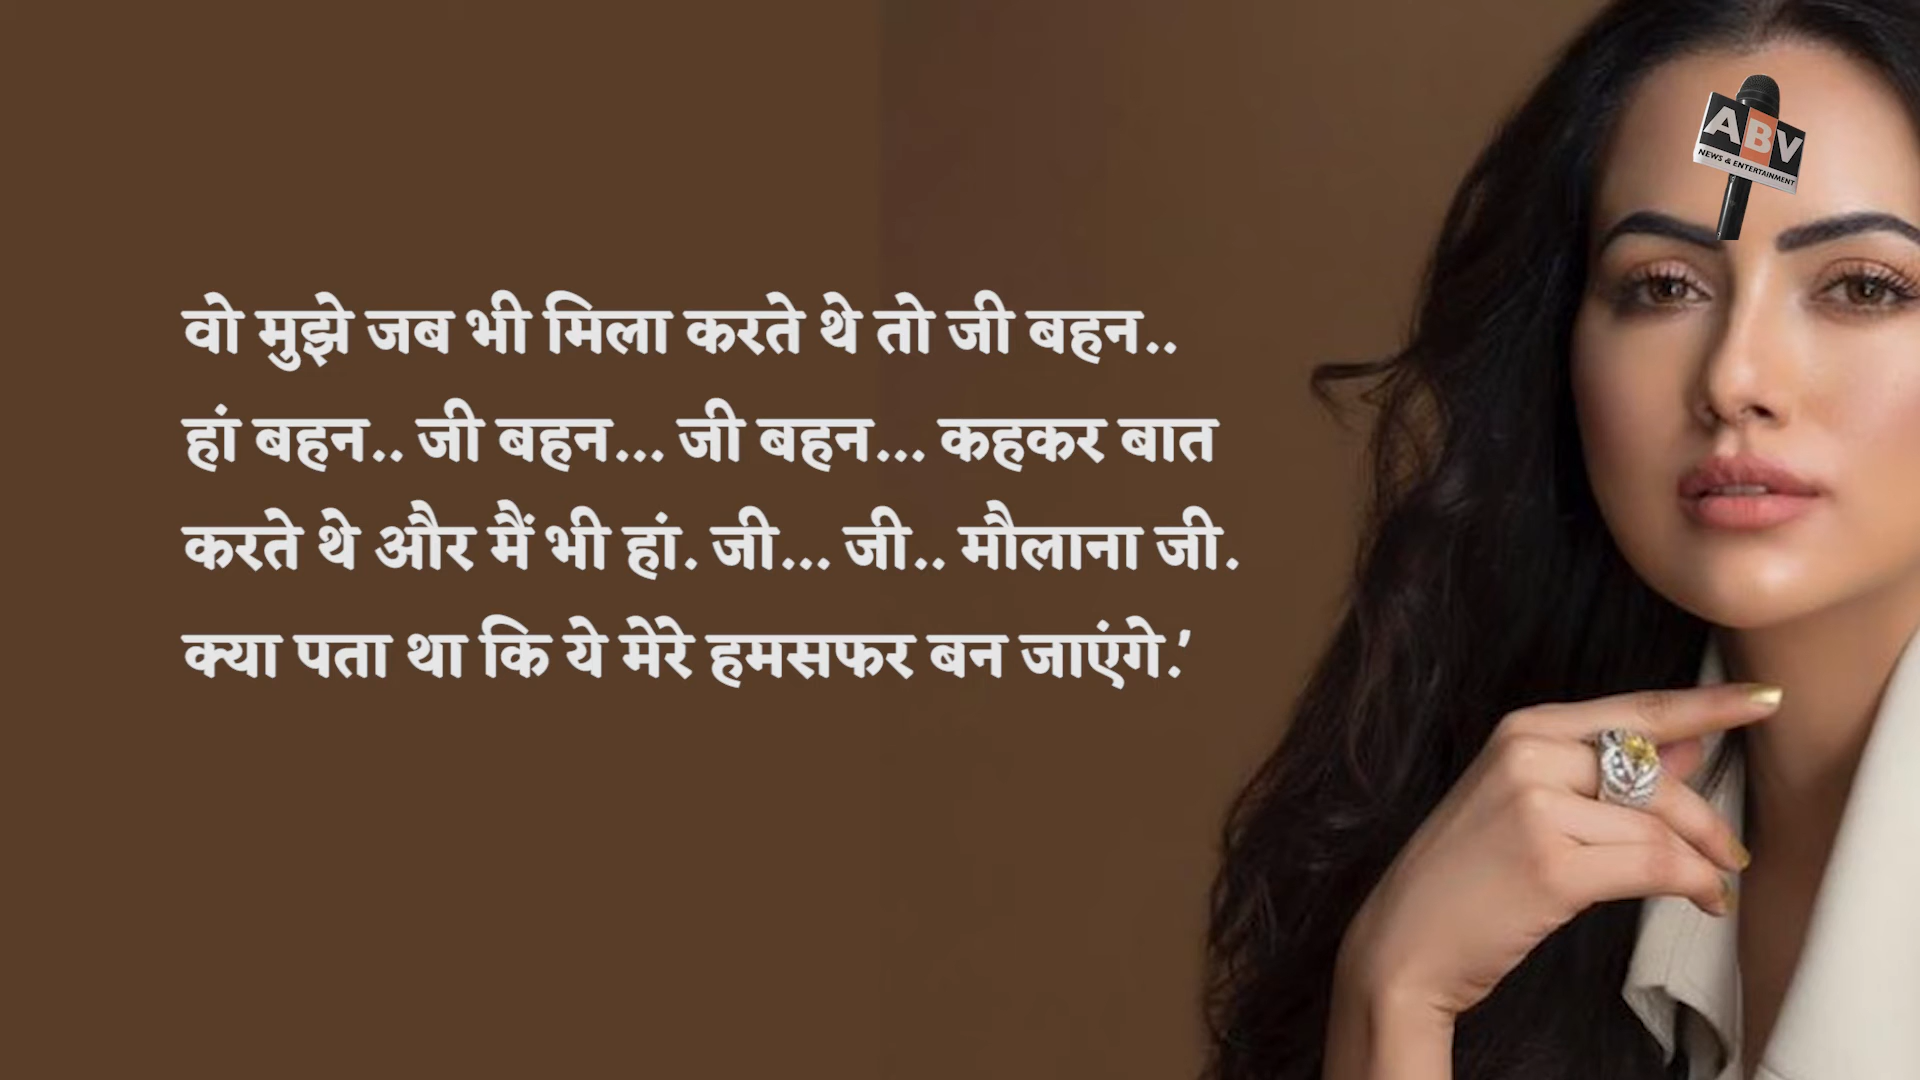 ABV
NEWS & ENTERTAINMENT
वो मुझे जब भी मिला करते थे तो जी बहन..
हां बहन.. जी बहन... जी बहन... कहकर बात
करते थे और मैं भी हां. जी... जी.. मौलाना जी.
क्या पता था कि ये मेरे हमसफर बन जाएंगे.’